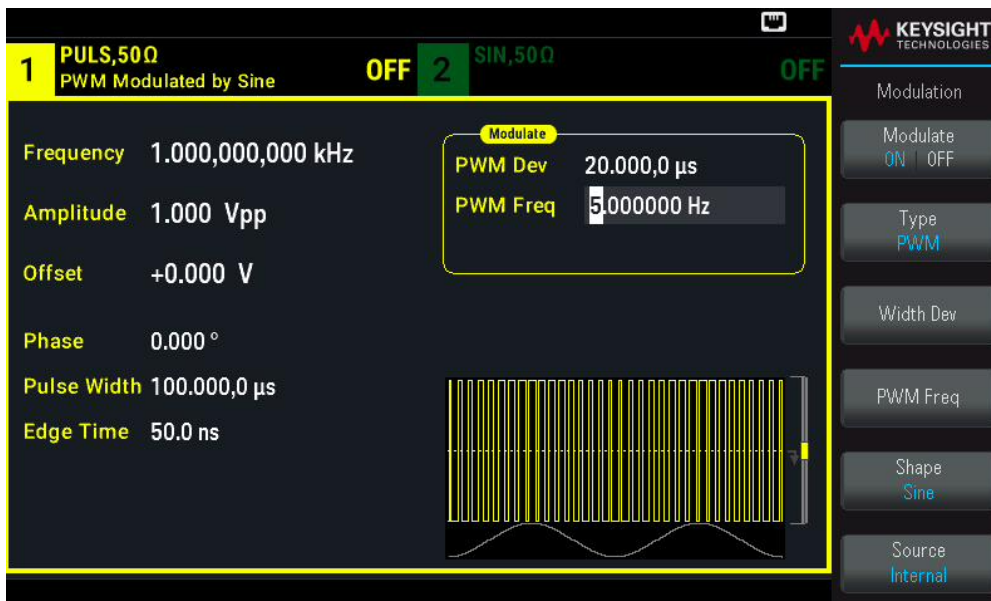 KEYSIGHT
TECHNOLOGIES
1 PULS,50Ω OFF
PWM Modulated by Sine
2 SIN,50Ω OFF
Modulation
Frequency 1.000,000,000 kHz
Amplitude 1.000 Vpp
Offset +0.000 V
Phase 0.000 °
Pulse Width 100.000,0 µs
Edge Time 50.0 ns
Modulate
PWM Dev 20.000,0 µs
PWM Freq 5.000000 Hz
Modulate
ON OFF
Type
PWM
Width Dev
PWM Freq
Shape
Sine
Source
Internal